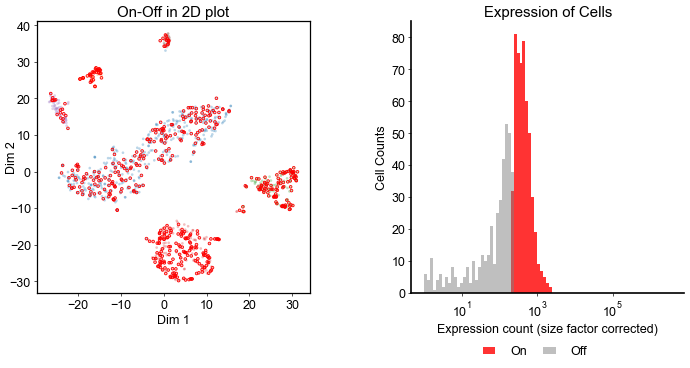 On-Off in 2D plot
40
30
20
10
0
−10
−20
−30
Dim 2
−20 −10 0 10 20 30
Dim 1
Expression of Cells
80
70
60
50
40
30
20
10
0
Cell Counts
10^1 10^3 10^5
Expression count (size factor corrected)
On Off